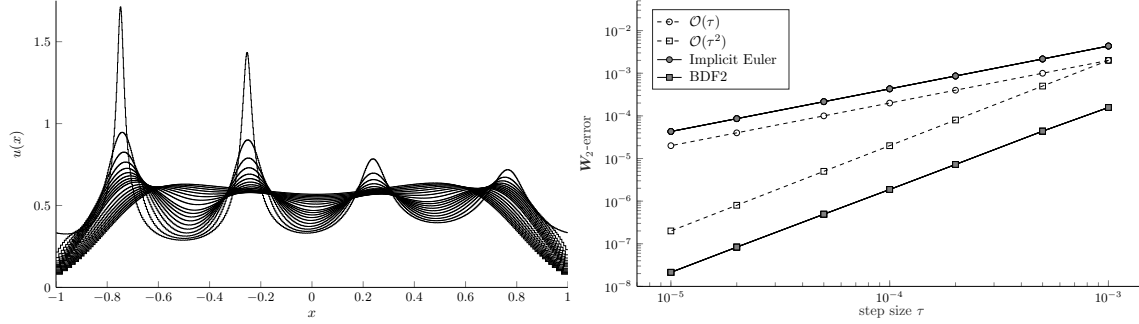 1.5
1
0.5
0
u(x)
−1 −0.8 −0.6 −0.4 −0.2 0 0.2 0.4 0.6 0.8 1
x
O(τ)
O(τ²)
Implicit Euler
BDF2
10⁻²
10⁻³
10⁻⁴
10⁻⁵
10⁻⁶
10⁻⁷
10⁻⁸
W₂-error
10⁻⁵ 10⁻⁴ 10⁻³
step size τ